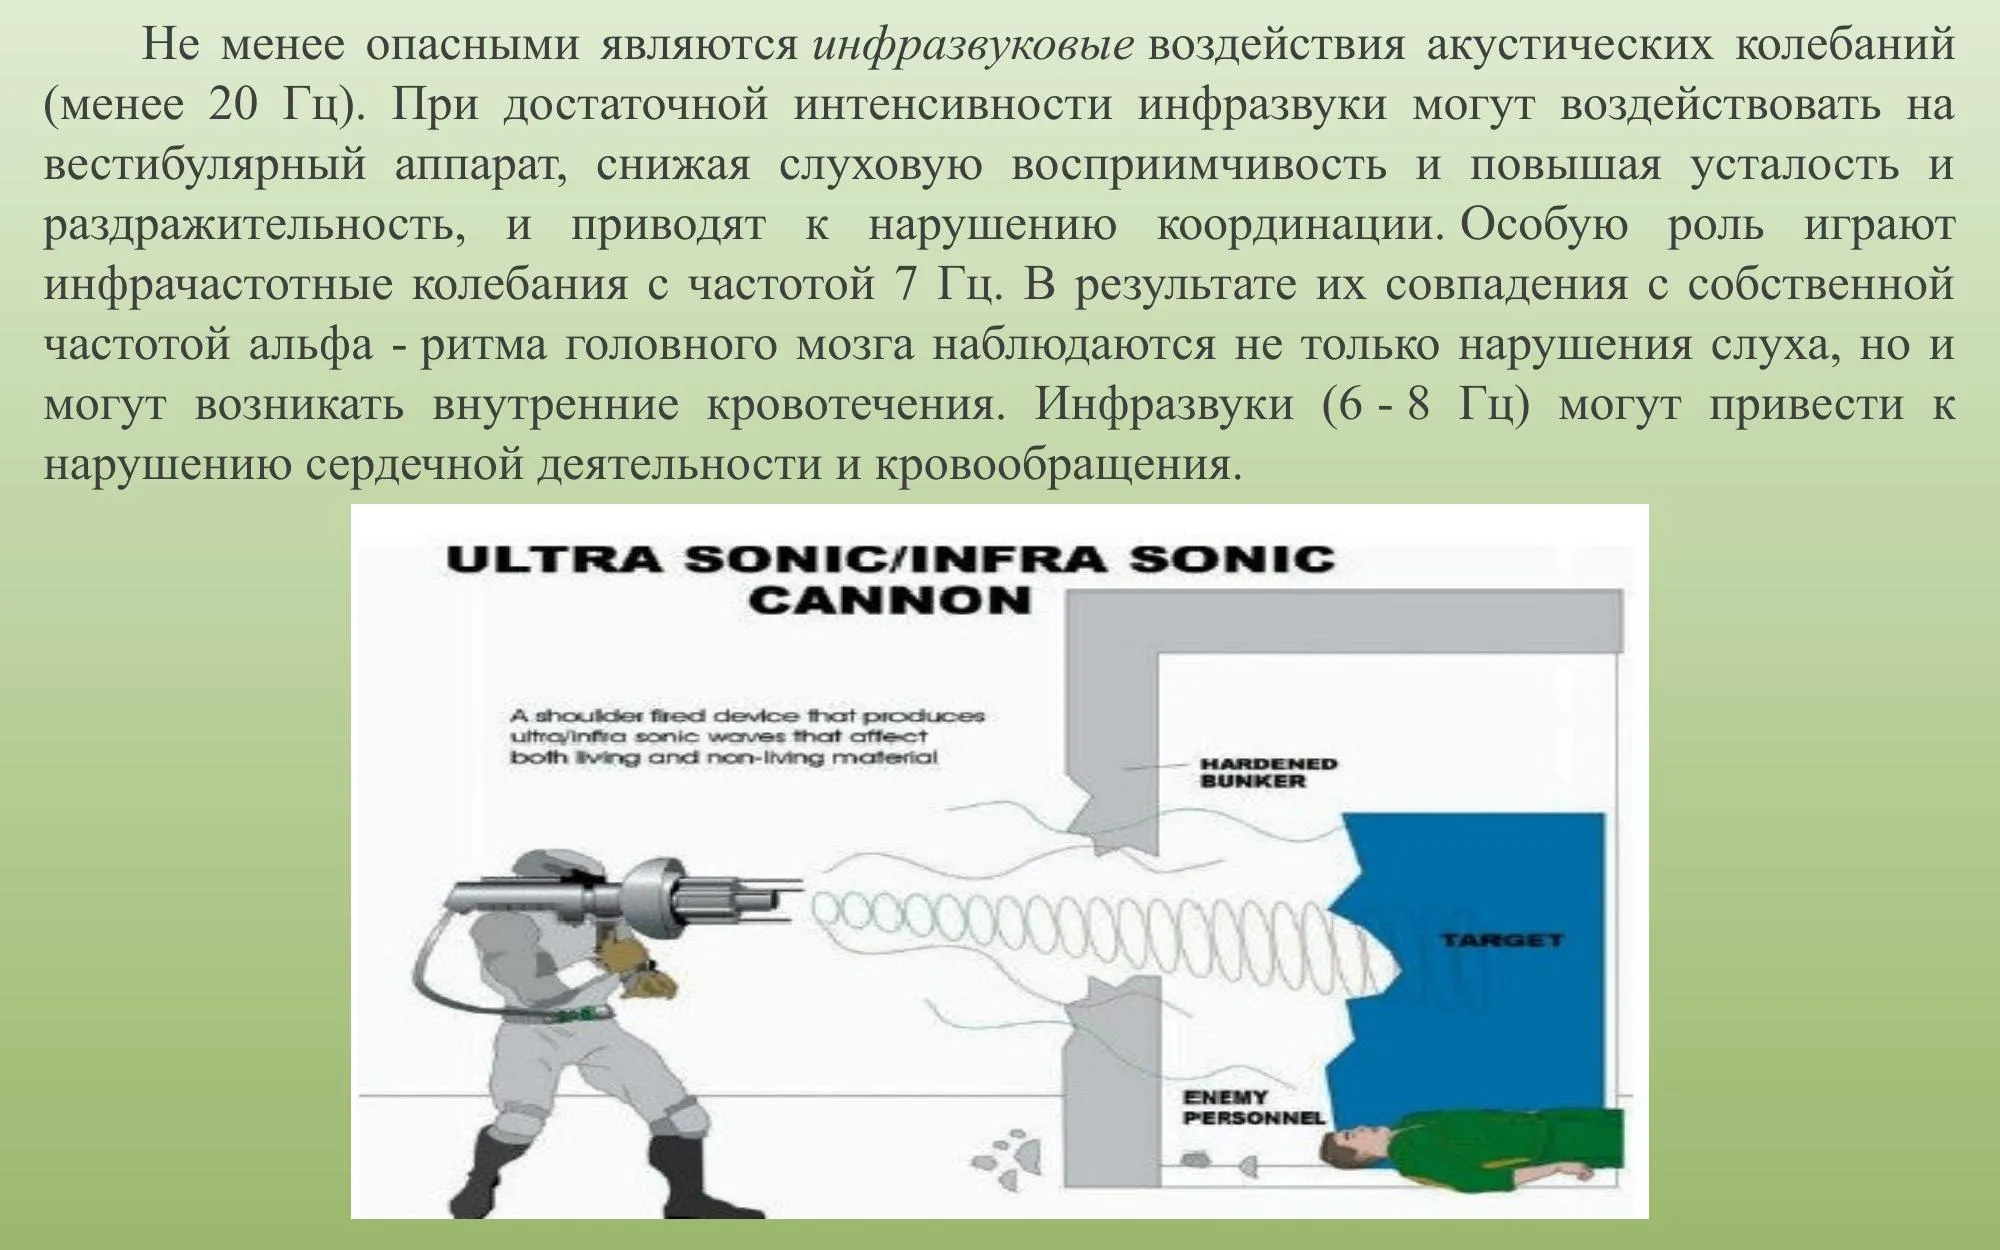 Не менее опасными являются инфразвуковые воздействия акустических колебаний
(менее 20 Гц). При достаточной интенсивности инфразвуки могут воздействовать на
вестибулярный аппарат, снижая слуховую восприимчивость и повышая усталость и
раздражительность, и приводят к нарушению координации. Особую роль играют
инфрачастотные колебания с частотой 7 Гц. В результате их совпадения с собственной
частотой альфа - ритма головного мозга наблюдаются не только нарушения слуха, но и
могут возникать внутренние кровотечения. Инфразвуки (6 - 8 Гц) могут привести к
нарушению сердечной деятельности и кровообращения.
ULTRA SONIC/INFRA SONIC
CANNON
A shoulder fired device that produces
ultra/infra sonic waves that affect
both living and non-living material
HARDENED
BUNKER
TARGET
ENEMY
PERSONNEL